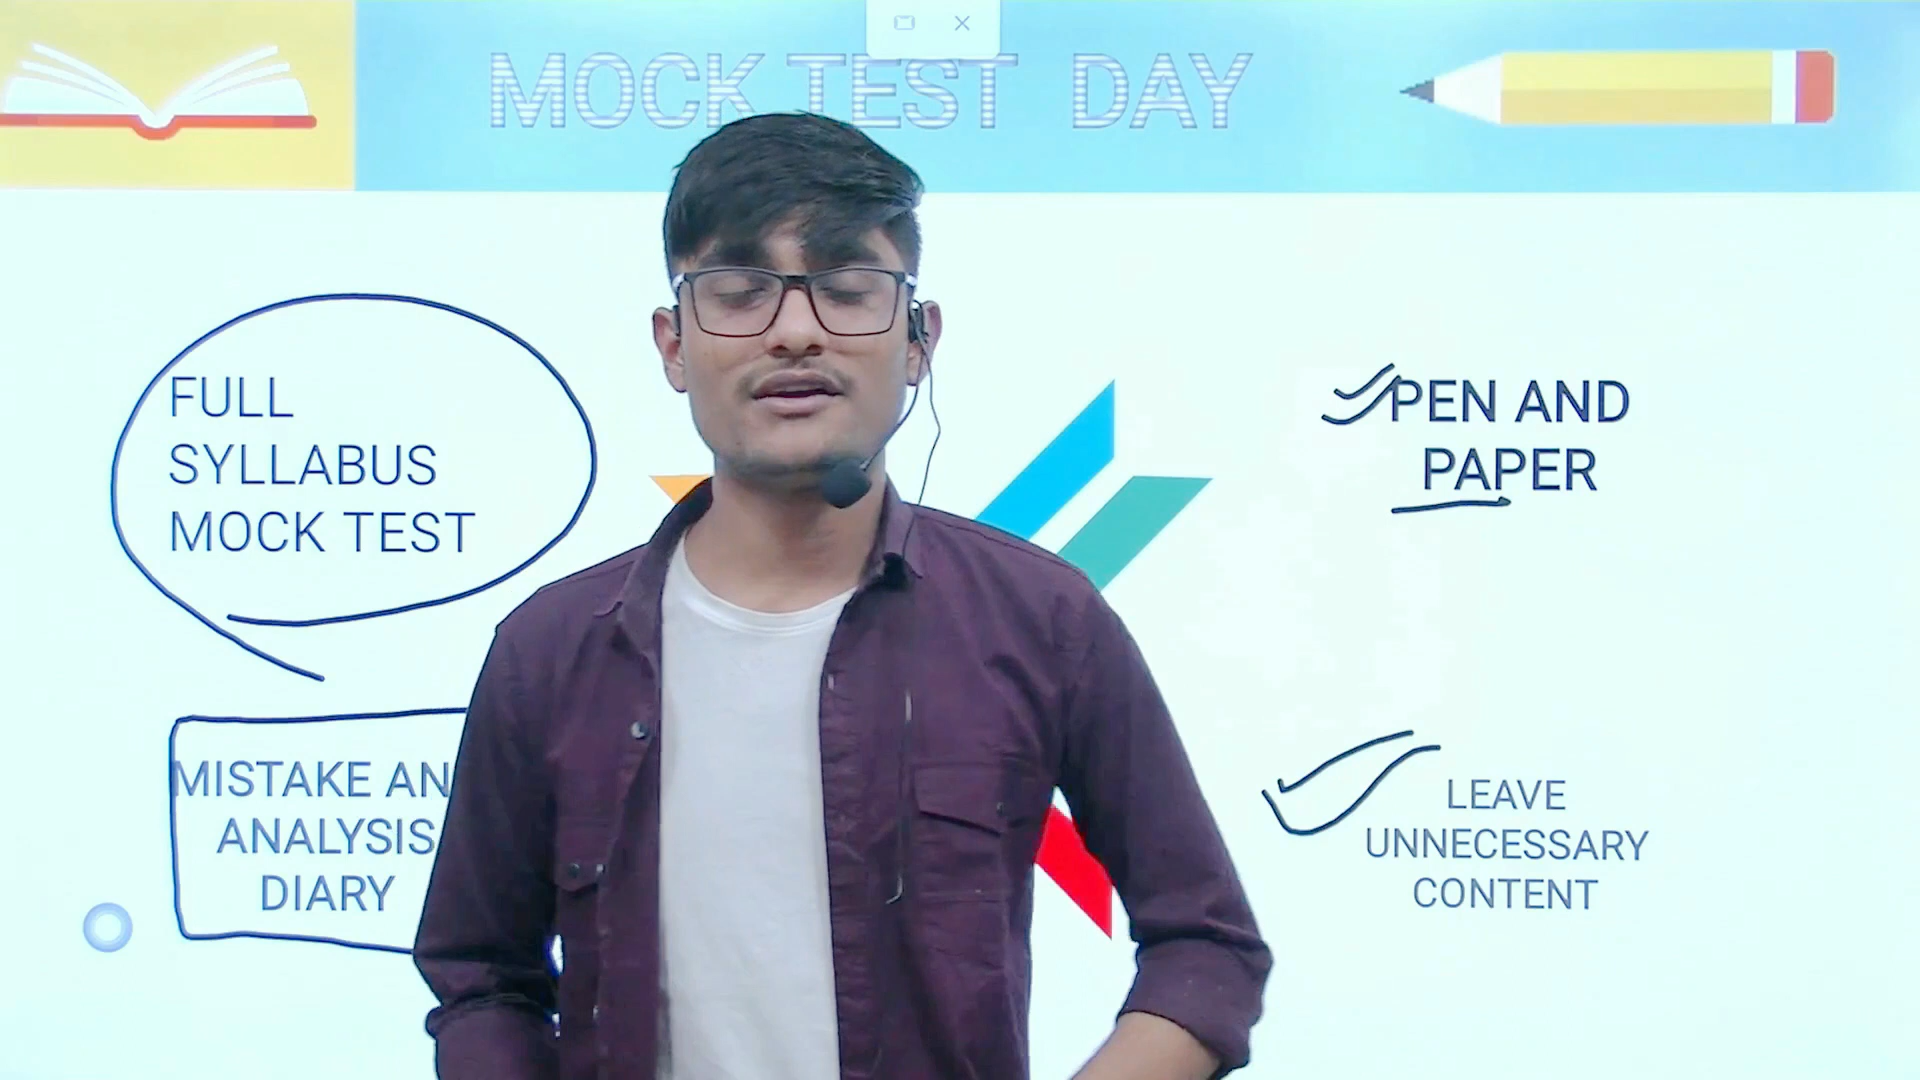 MOCK TEST DAY
FULL
SYLLABUS
MOCK TEST
PEN AND
PAPER
MISTAKE AN
ANALYSIS
DIARY
LEAVE
UNNECESSARY
CONTENT